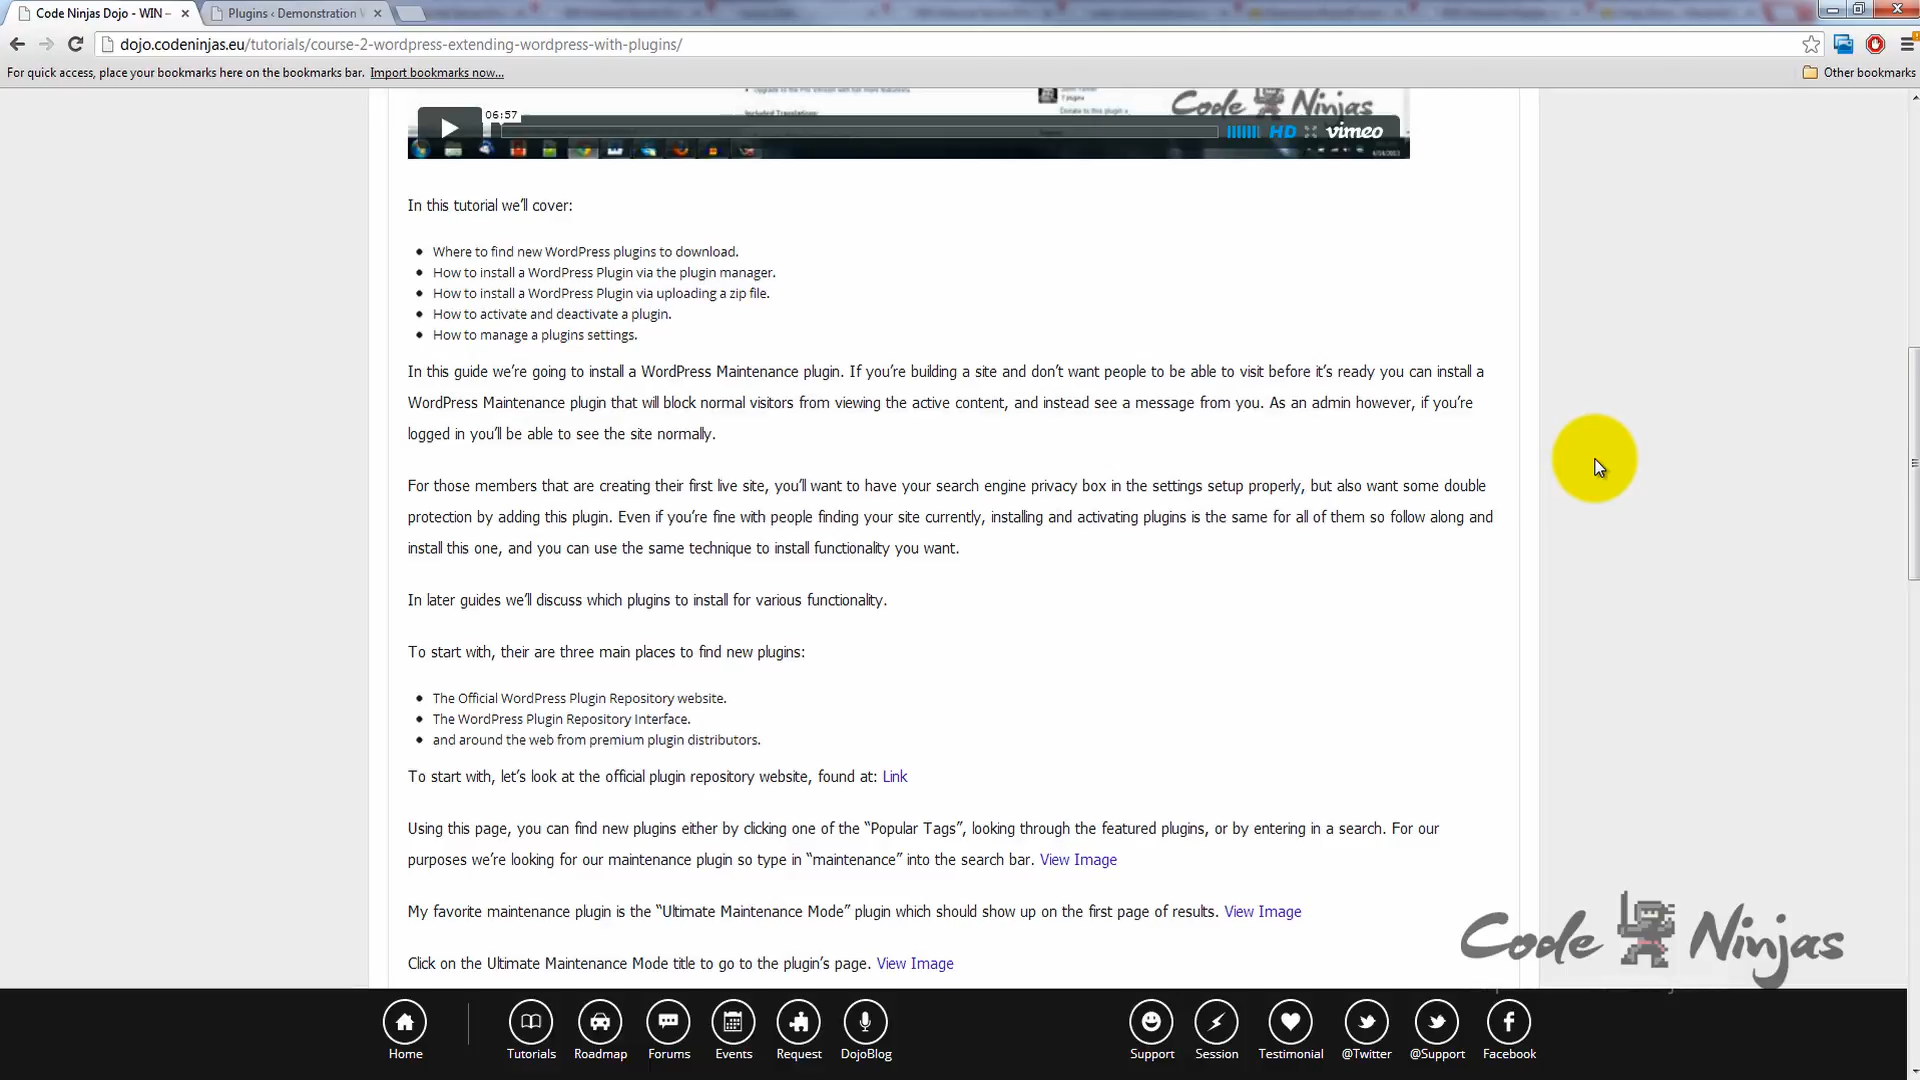 Code Ninjas Dojo - WIN –
Plugins ‹ Demonstration
dojo.codeninjas.eu/tutorials/course-2-wordpress-extending-wordpress-with-plugins/
For quick access, place your bookmarks here on the bookmarks bar. Import bookmarks now...
Other bookmarks
Included Translations:
Code Ninjas
06:57
HD vimeo
In this tutorial we'll cover:
Where to find new WordPress plugins to download.
How to install a WordPress Plugin via the plugin manager.
How to install a WordPress Plugin via uploading a zip file.
How to activate and deactivate a plugin.
How to manage a plugins settings.
In this guide we're going to install a WordPress Maintenance plugin. If you're building a site and don't want people to be able to visit before it's ready you can install a
WordPress Maintenance plugin that will block normal visitors from viewing the active content, and instead see a message from you. As an admin however, if you're
logged in you'll be able to see the site normally.
For those members that are creating their first live site, you'll want to have your search engine privacy box in the settings setup properly, but also want some double
protection by adding this plugin. Even if you're fine with people finding your site currently, installing and activating plugins is the same for all of them so follow along and
install this one, and you can use the same technique to install functionality you want.
In later guides we'll discuss which plugins to install for various functionality.
To start with, their are three main places to find new plugins:
The Official WordPress Plugin Repository website.
The WordPress Plugin Repository Interface.
and around the web from premium plugin distributors.
To start with, let's look at the official plugin repository website, found at: Link
Using this page, you can find new plugins either by clicking one of the “Popular Tags”, looking through the featured plugins, or by entering in a search. For our
purposes we're looking for our maintenance plugin so type in “maintenance” into the search bar. View Image
My favorite maintenance plugin is the “Ultimate Maintenance Mode” plugin which should show up on the first page of results. View Image
Click on the Ultimate Maintenance Mode title to go to the plugin's page. View Image
Code Ninjas
Home
Tutorials
Roadmap
Forums
Events
Request
DojoBlog
Support
Session
Testimonial
@Twitter
@Support
Facebook